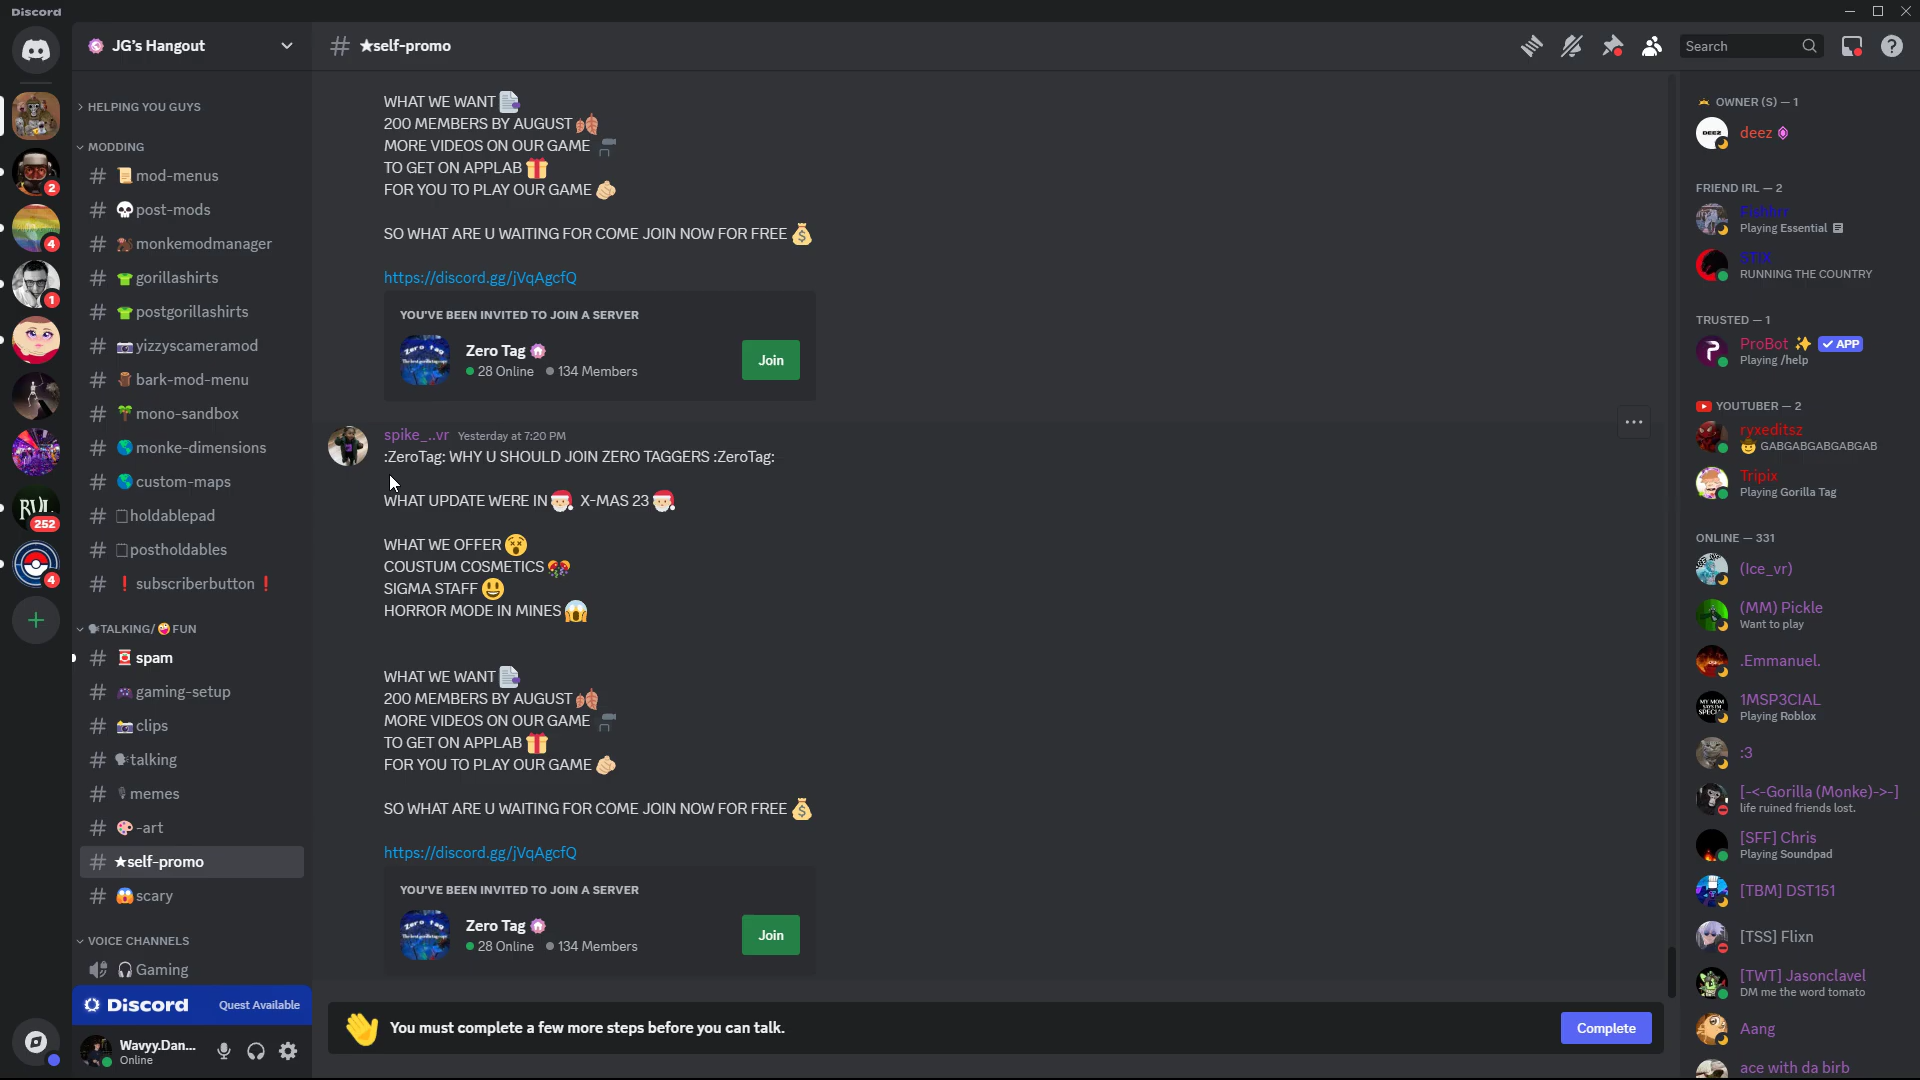 Discord
JG's Hangout
★self-promo
Search
HELPING YOU GUYS
MODDING
mod-menus
post-mods
monkemodmanager
gorillashirts
postgorillashirts
yizzyscameramod
bark-mod-menu
mono-sandbox
monke-dimensions
custom-maps
holdablepad
postholdables
❗subscriberbutton❗
TALKING/🤪FUN
spam
gaming-setup
clips
talking
memes
-art
★self-promo
scary
VOICE CHANNELS
Gaming
Discord Quest Available
Wavyy.Dan...
Online
2
4
1
252
4
WHAT WE WANT
200 MEMBERS BY AUGUST
MORE VIDEOS ON OUR GAME
TO GET ON APPLAB
FOR YOU TO PLAY OUR GAME
SO WHAT ARE U WAITING FOR COME JOIN NOW FOR FREE
https://discord.gg/jVqAgcfQ
YOU'VE BEEN INVITED TO JOIN A SERVER
Zero Tag
28 Online 134 Members
Join
spike_..vr Yesterday at 7:20 PM
:ZeroTag: WHY U SHOULD JOIN ZERO TAGGERS :ZeroTag:
WHAT UPDATE WERE IN🎅 X-MAS 23🎅
WHAT WE OFFER
COUSTUM COSMETICS
SIGMA STAFF
HORROR MODE IN MINES
WHAT WE WANT
200 MEMBERS BY AUGUST
MORE VIDEOS ON OUR GAME
TO GET ON APPLAB
FOR YOU TO PLAY OUR GAME
SO WHAT ARE U WAITING FOR COME JOIN NOW FOR FREE
https://discord.gg/jVqAgcfQ
YOU'VE BEEN INVITED TO JOIN A SERVER
Zero Tag
28 Online 134 Members
Join
You must complete a few more steps before you can talk.
Complete
OWNER (S) — 1
DEEZ
deez
FRIEND IRL — 2
Playing Essential
STIX
RUNNING THE COUNTRY
TRUSTED — 1
ProBot ✨ ✓ APP
Playing /help
YOUTUBER — 2
ryxeditsz
GABGABGABGABGAB
Tripix
Playing Gorilla Tag
ONLINE — 331
(Ice_vr)
(MM) Pickle
Want to play
.Emmanuel.
1MSP3CIAL
Playing Roblox
:3
[-<-Gorilla (Monke)->-]
life ruined friends lost.
[SFF] Chris
Playing Soundpad
[TBM] DST151
[TSS] Flixn
[TWT] Jasonclavel
DM me the word tomato
Aang
ace with da birb